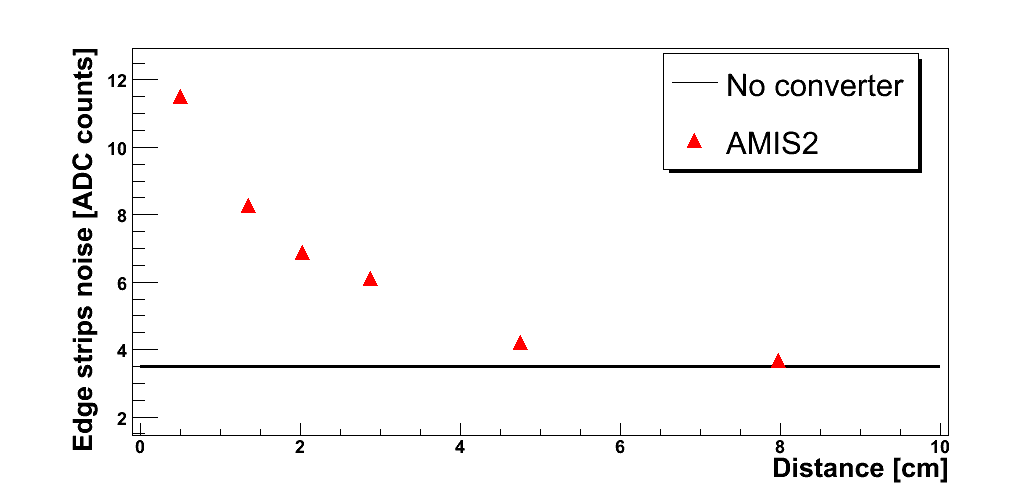 Edge strips noise [ADC counts]
12
10
8
6
4
2
No converter
AMIS2
0 2 4 6 8 10
Distance [cm]